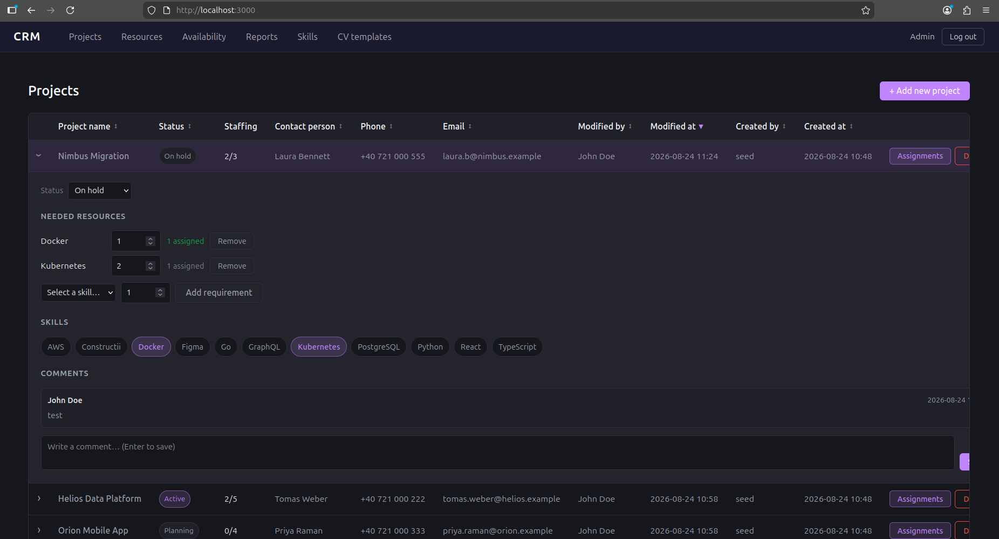 http://localhost:3000
CRM Projects Resources Availability Reports Skills CV templates Admin Log out
Projects + Add new project
Project name Status Staffing Contact person Phone Email Modified by Modified at Created by Created at
Nimbus Migration On hold 2/3 Laura Bennett +40 721 000 555 laura.b@nimbus.example John Doe 2026-08-24 11:24 seed 2026-08-24 10:48 Assignments D
Status On hold
NEEDED RESOURCES
Docker 1 1 assigned Remove
Kubernetes 2 1 assigned Remove
Select a skill... 1 Add requirement
SKILLS
AWS Constructii Docker Figma Go GraphQL Kubernetes PostgreSQL Python React TypeScript
COMMENTS
John Doe 2026-08-24
test
Write a comment... (Enter to save)
Helios Data Platform Active 2/5 Tomas Weber +40 721 000 222 tomas.weber@helios.example John Doe 2026-08-24 10:58 seed 2026-08-24 10:48 Assignments D
Orion Mobile App Planning 0/4 Priya Raman +40 721 000 333 priya.raman@orion.example John Doe 2026-08-24 10:58 seed 2026-08-24 10:48 Assignments D